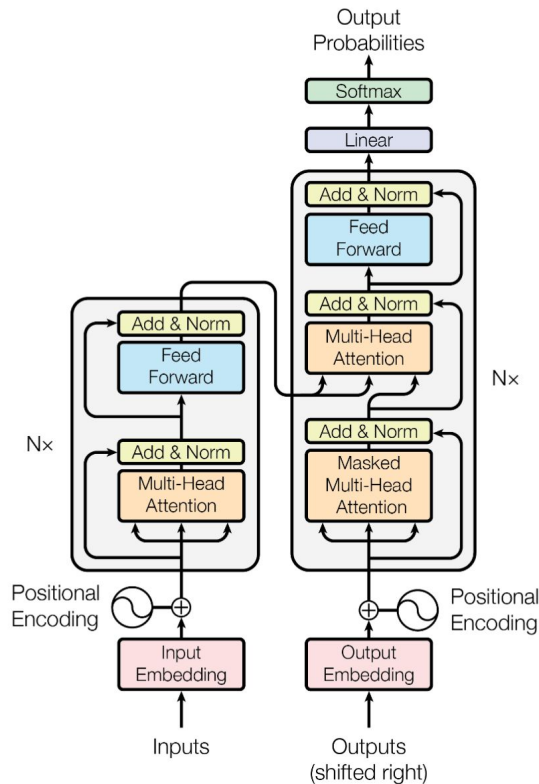 Output
Probabilities
Softmax
Linear
Add & Norm
Feed
Forward
Add & Norm
Multi-Head
Attention
Nx
Add & Norm
Masked
Multi-Head
Attention
Add & Norm
Feed
Forward
Nx
Add & Norm
Multi-Head
Attention
Positional
Encoding
Positional
Encoding
Input
Embedding
Output
Embedding
Inputs
Outputs
(shifted right)